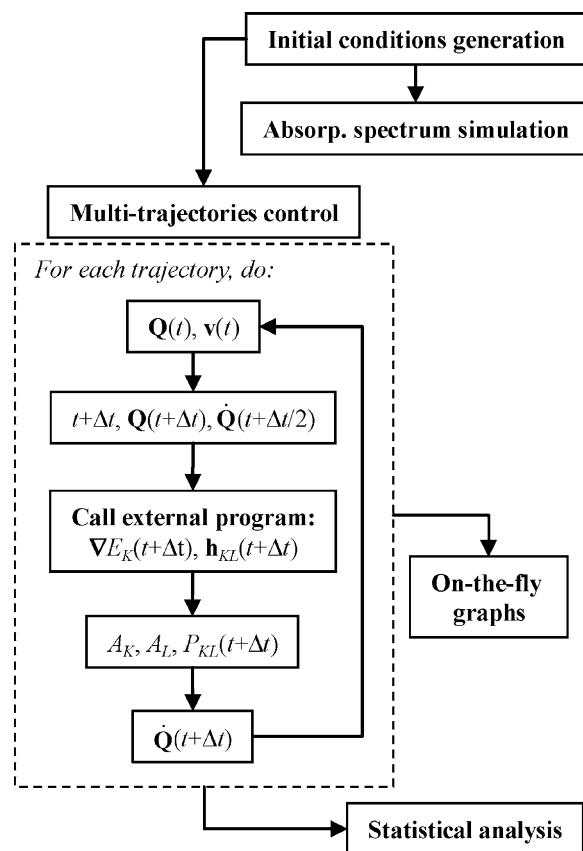 Initial conditions generation
Absorp. spectrum simulation
Multi-trajectories control
For each trajectory, do:
Q(t), v(t)
t+Δt, Q(t+Δt), Q̇(t+Δt/2)
Call external program:
∇E_K(t+Δt), h_KL(t+Δt)
On-the-fly
graphs
A_K, A_L, P_KL(t+Δt)
Q̇(t+Δt)
Statistical analysis